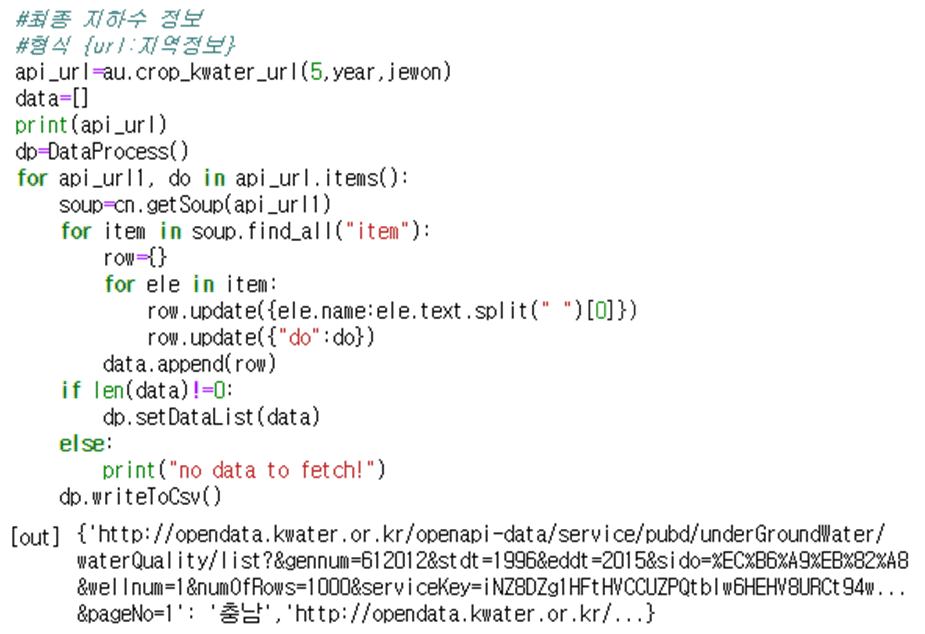 #최종 지하수 정보
#형식 {url:지역정보}
api_url=au.crop_kwater_url(5,year,jewon)
data=[]
print(api_url)
dp=DataProcess()
for api_url1, do in api_url.items():
    soup=cn.getSoup(api_url1)
    for item in soup.find_all("item"):
        row={}
        for ele in item:
            row.update({ele.name:ele.text.split(" ")[0]})
            row.update({"do":do})
        data.append(row)
    if len(data)!=0:
        dp.setDataList(data)
    else:
        print("no data to fetch!")
    dp.writeToCsv()
[out] {'http://opendata.kwater.or.kr/openapi-data/service/pubd/underGroundWater/
waterQuality/list?&gennum=612012&stdt=1996&eddt=2015&sido=%EC%B6%A9%EB%82%A8
&wellnum=1&numOfRows=1000&serviceKey=iNZ8DZg1HFtHVCCUZPQtblw6HEHV8URCt94w...
&pageNo=1': '충남','http://opendata.kwater.or.kr/...}